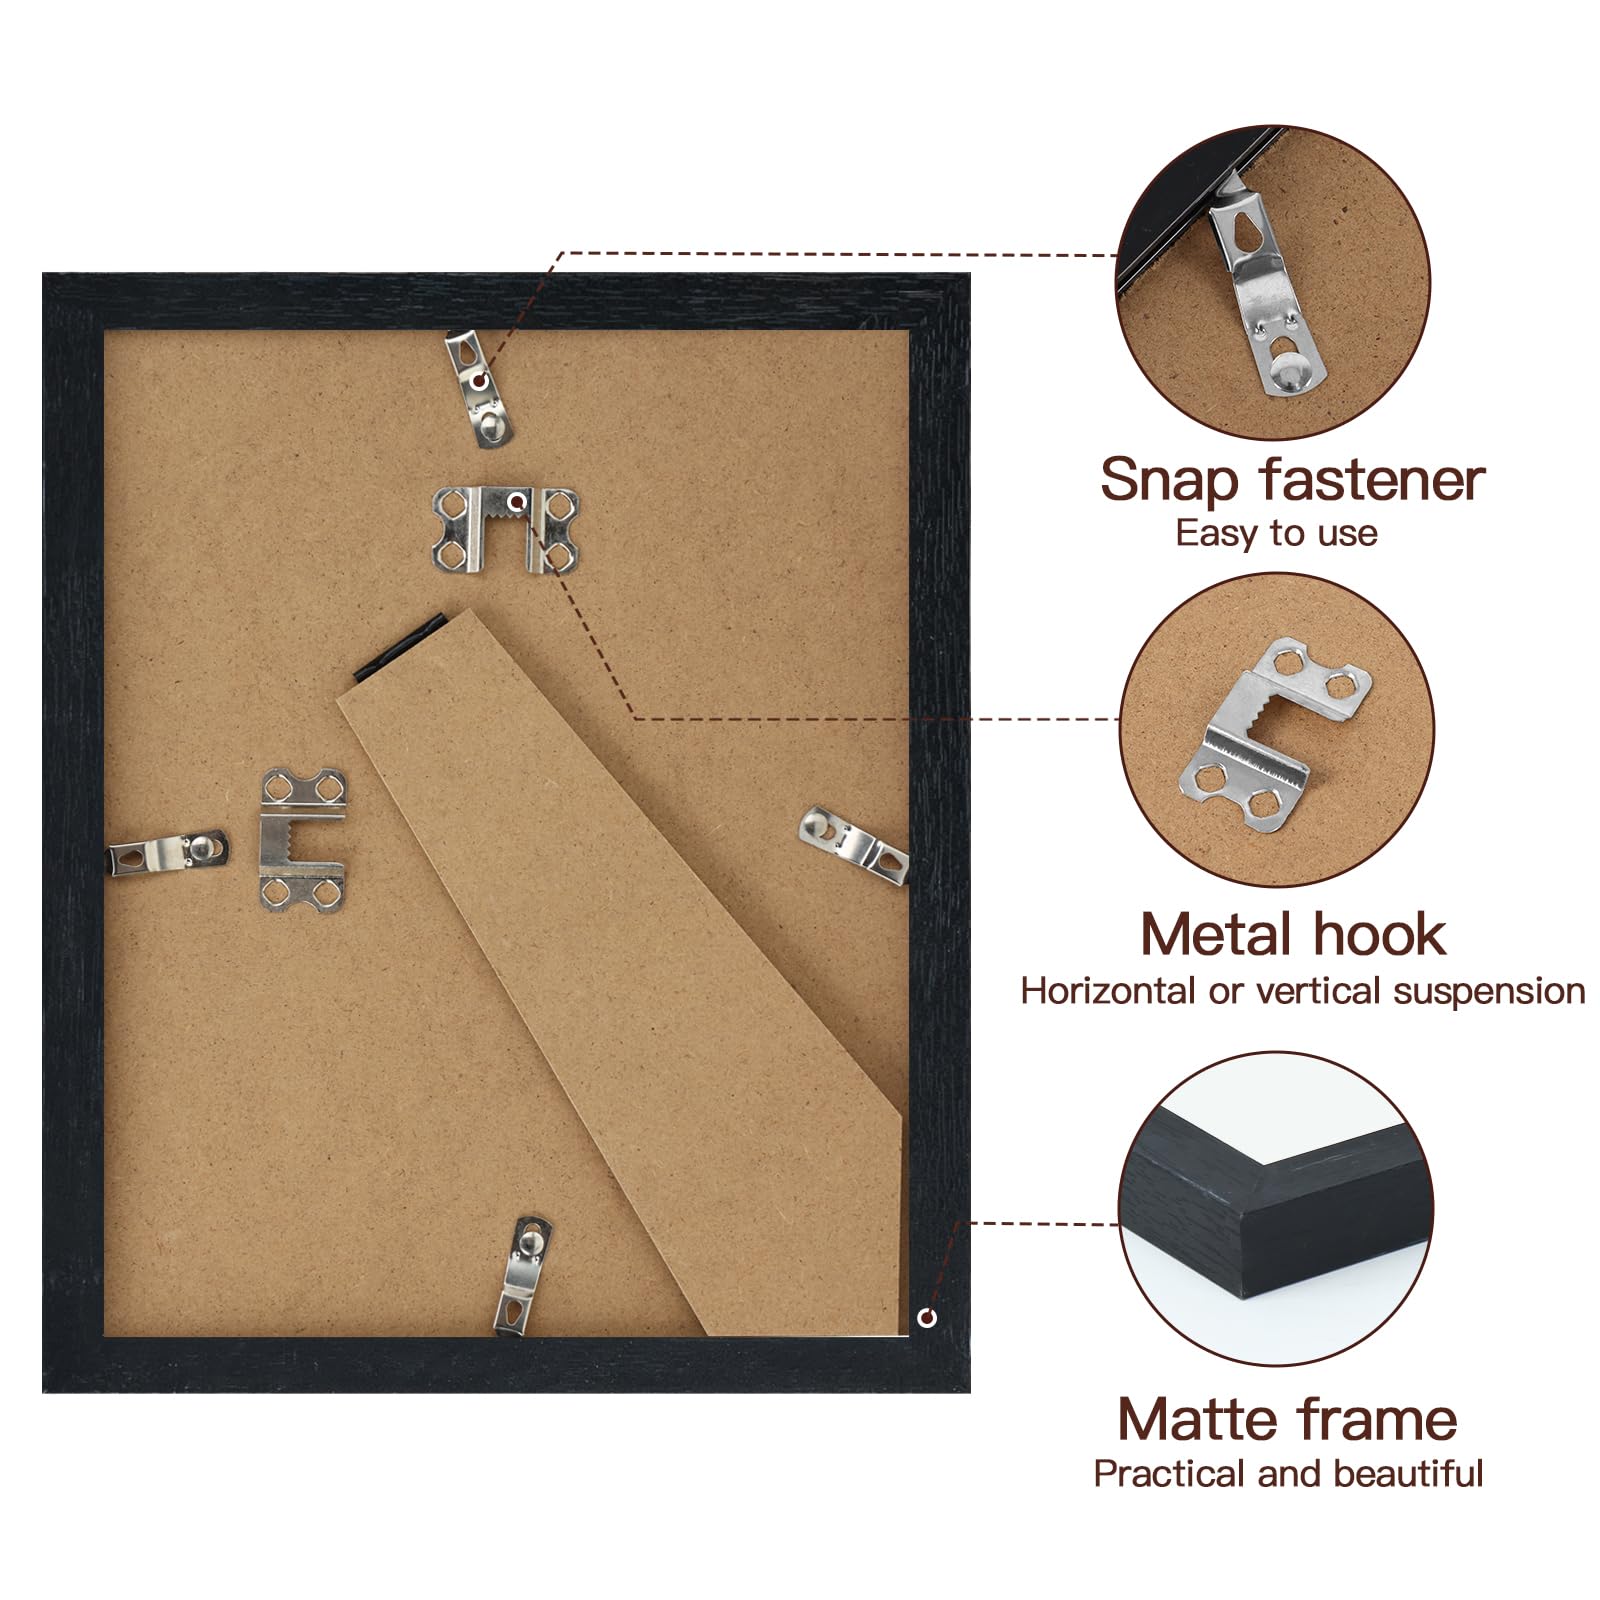 Snap fastener
Easy to use
Metal hook
Horizontal or vertical suspension
Matte frame
Practical and beautiful